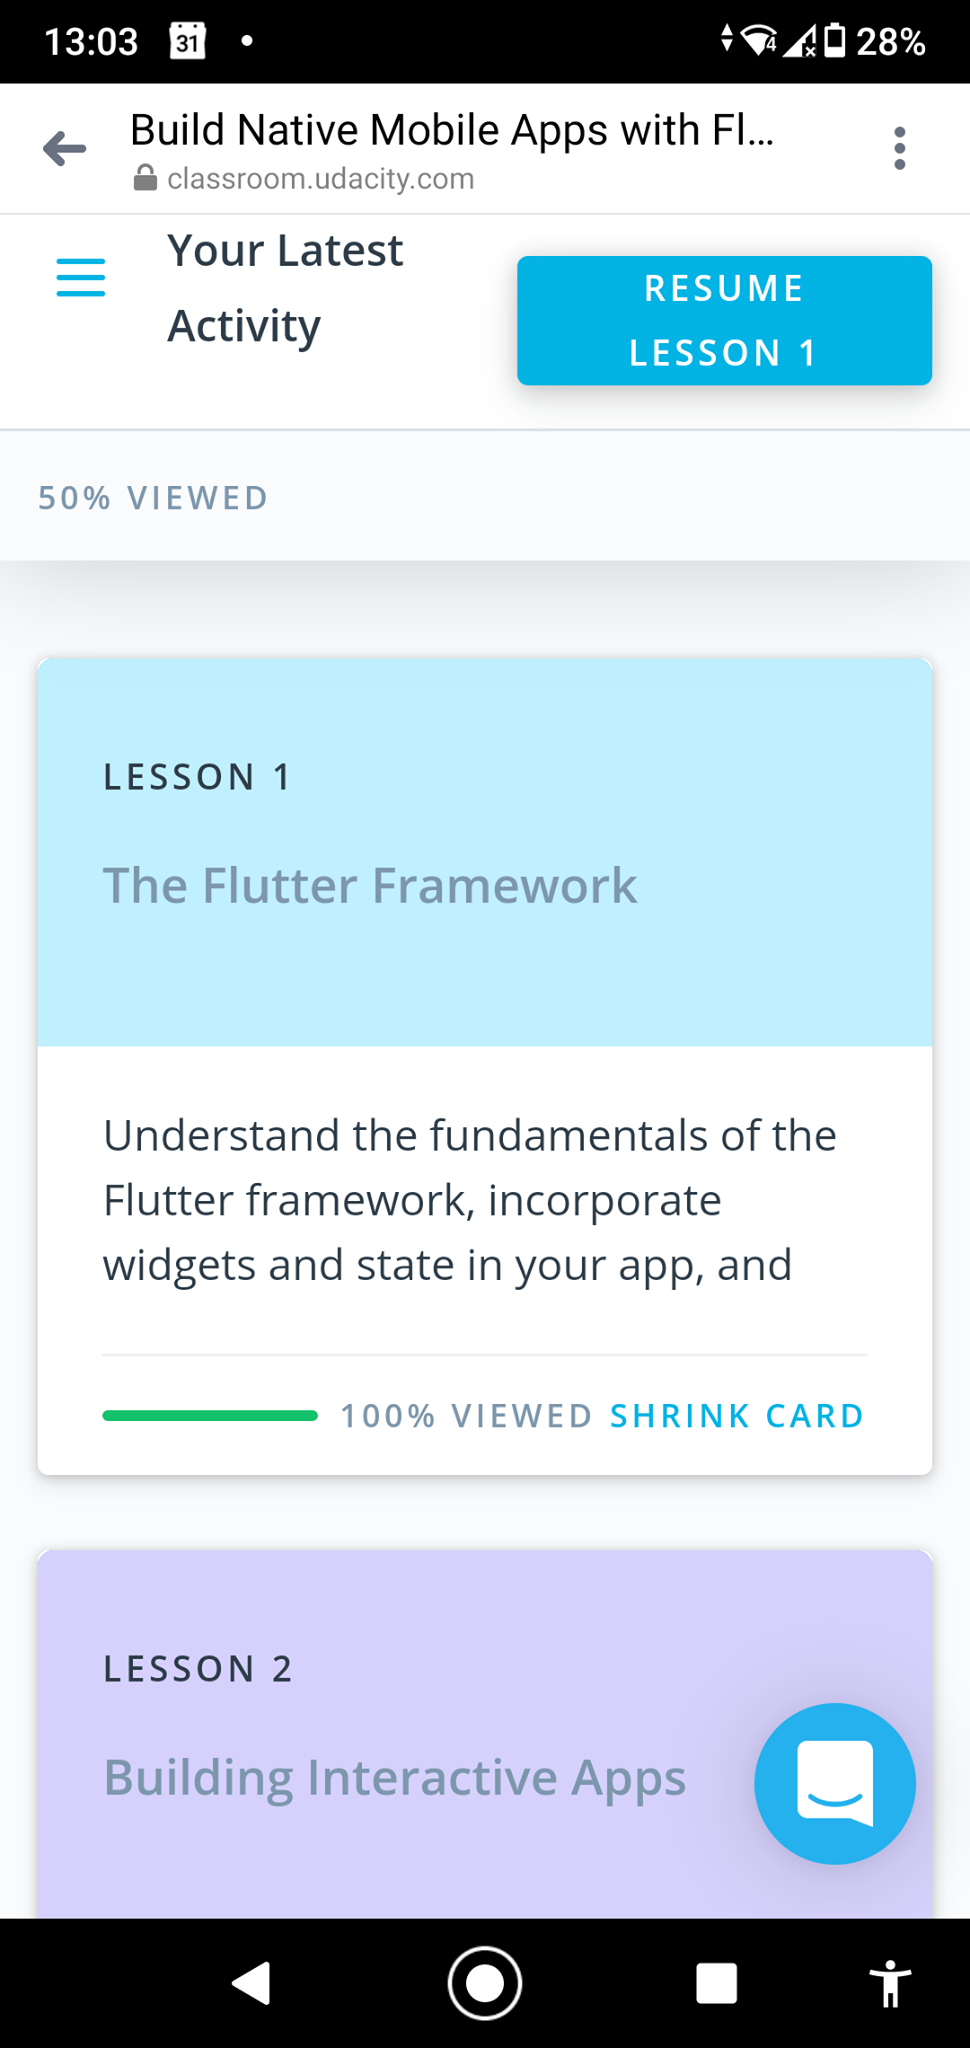 13:03 31 28%
Build Native Mobile Apps with Fl...
classroom.udacity.com
Your Latest
Activity
RESUME
LESSON 1
50% VIEWED
LESSON 1
The Flutter Framework
Understand the fundamentals of the
Flutter framework, incorporate
widgets and state in your app, and
100% VIEWED SHRINK CARD
LESSON 2
Building Interactive Apps